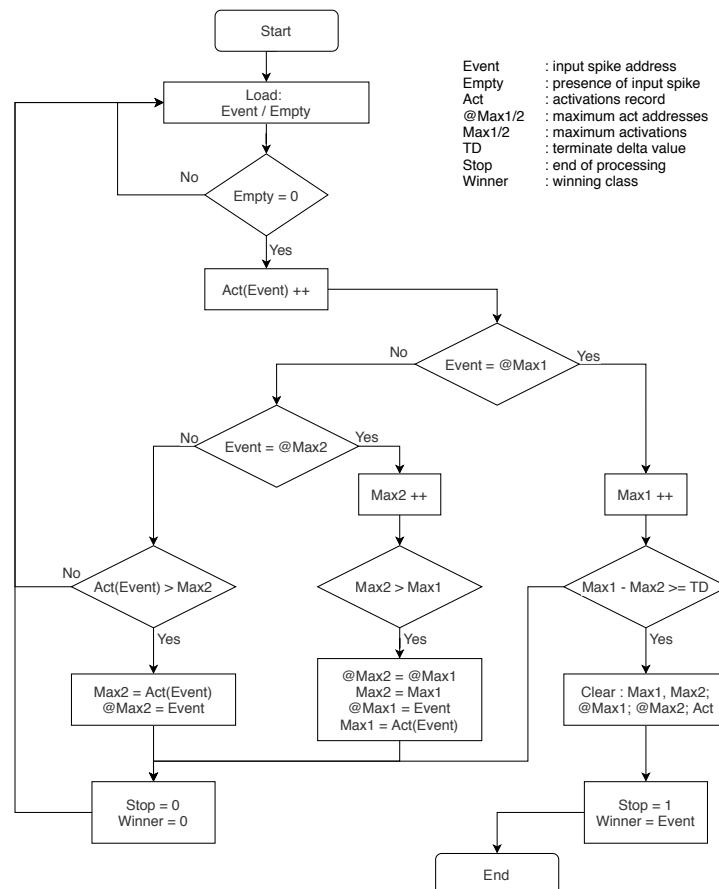 Start
Event : input spike address
Empty : presence of input spike
Act : activations record
@Max1/2 : maximum act addresses
Max1/2 : maximum activations
TD : terminate delta value
Stop : end of processing
Winner : winning class
Load:
Event / Empty
No
Empty = 0
Yes
Act(Event) ++
No
Event = @Max1
Yes
No
Event = @Max2
Yes
Max2 ++
Max1 ++
No
Act(Event) > Max2
Max2 > Max1
Max1 - Max2 >= TD
Yes
Yes
Yes
Max2 = Act(Event)
@Max2 = Event
@Max2 = @Max1
Max2 = Max1
@Max1 = Event
Max1 = Act(Event)
Clear : Max1, Max2;
@Max1; @Max2; Act
Stop = 0
Winner = 0
Stop = 1
Winner = Event
End